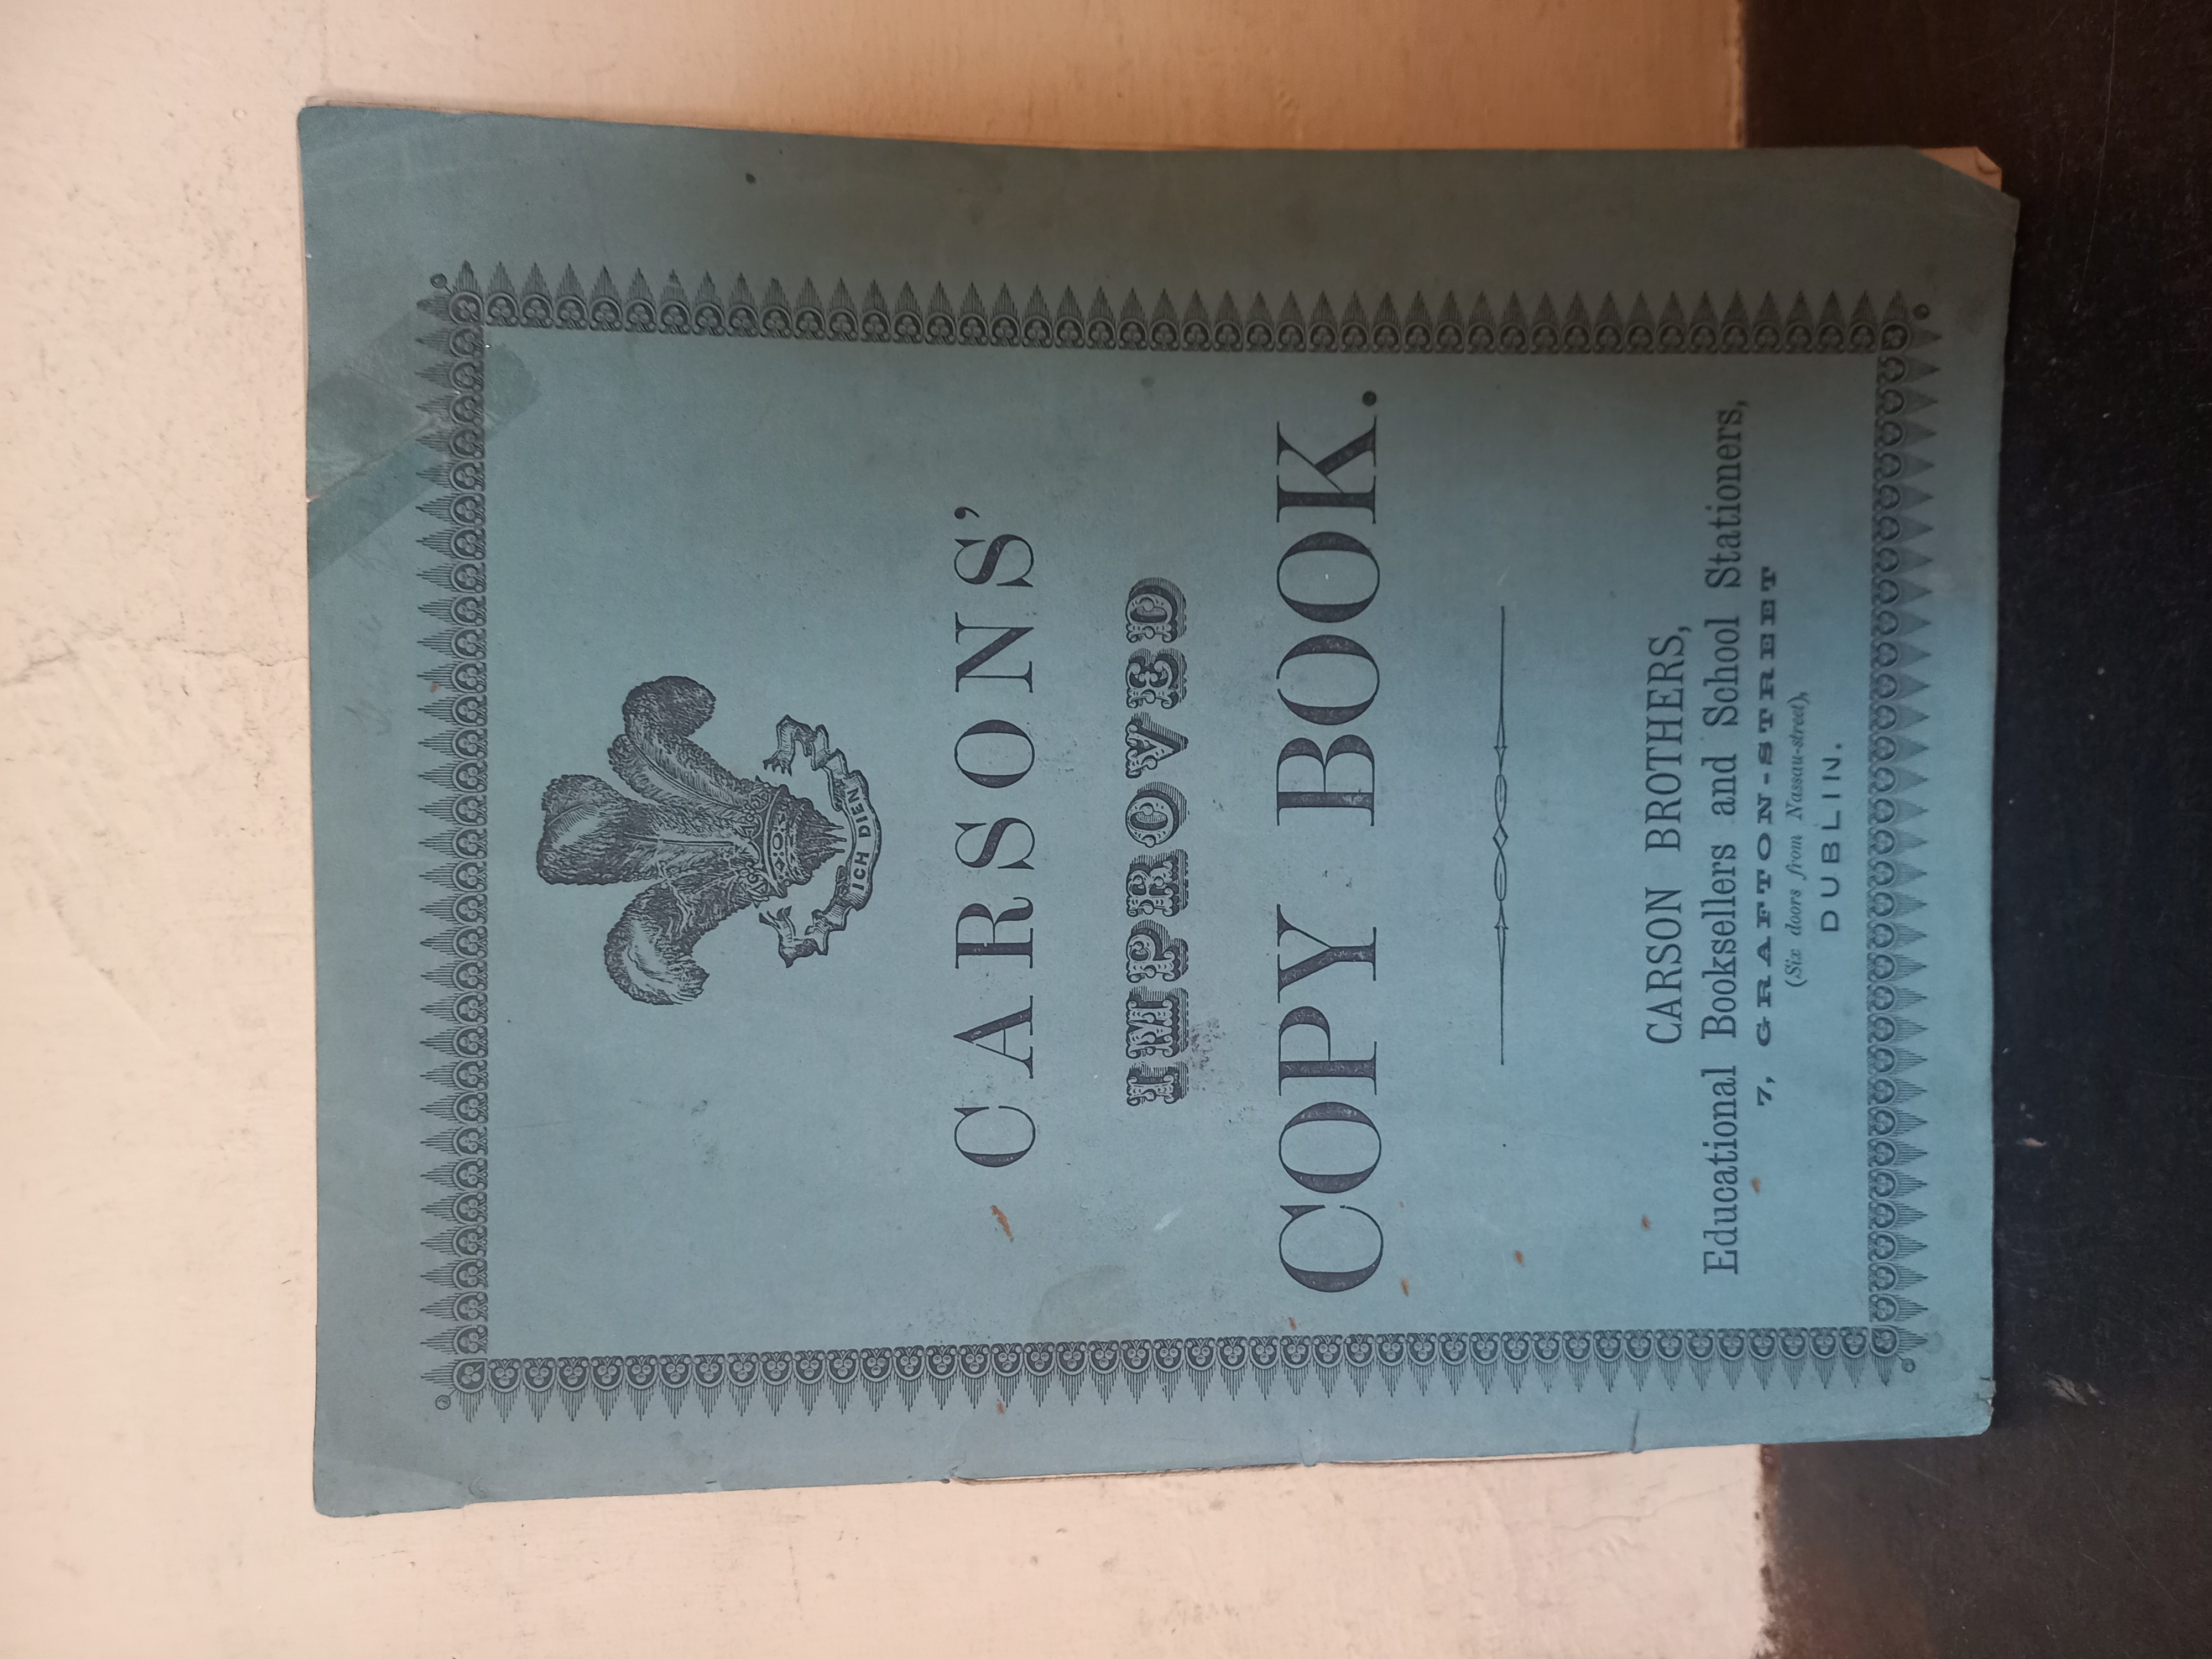 ICH DIEN
CARSONS'
IMPROVED
COPY BOOK.
CARSON BROTHERS,
Educational Booksellers and School Stationers,
7, GRAFTON-STREET
(Six doors from Nassau-street),
DUBLIN.